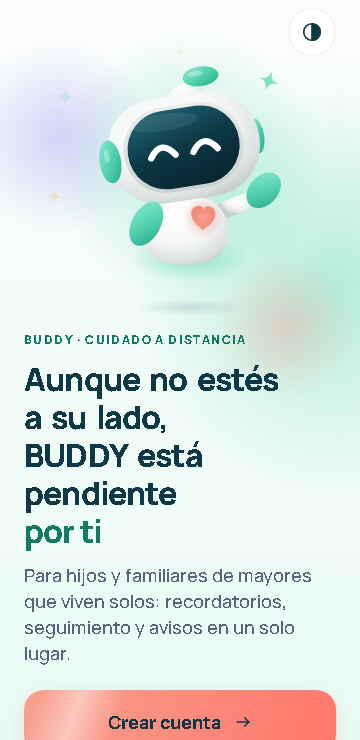 BUDDY · CUIDADO A DISTANCIA
Aunque no estés
a su lado,
BUDDY está
pendiente
por ti
Para hijos y familiares de mayores
que viven solos: recordatorios,
seguimiento y avisos en un solo
lugar.
Crear cuenta →